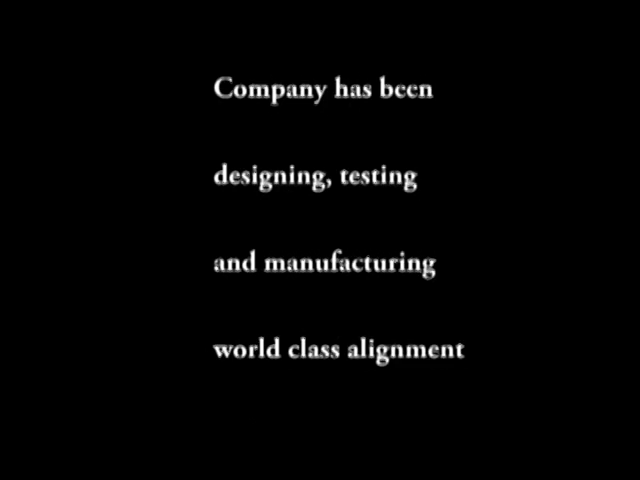 Company has been
designing, testing
and manufacturing
world class alignment